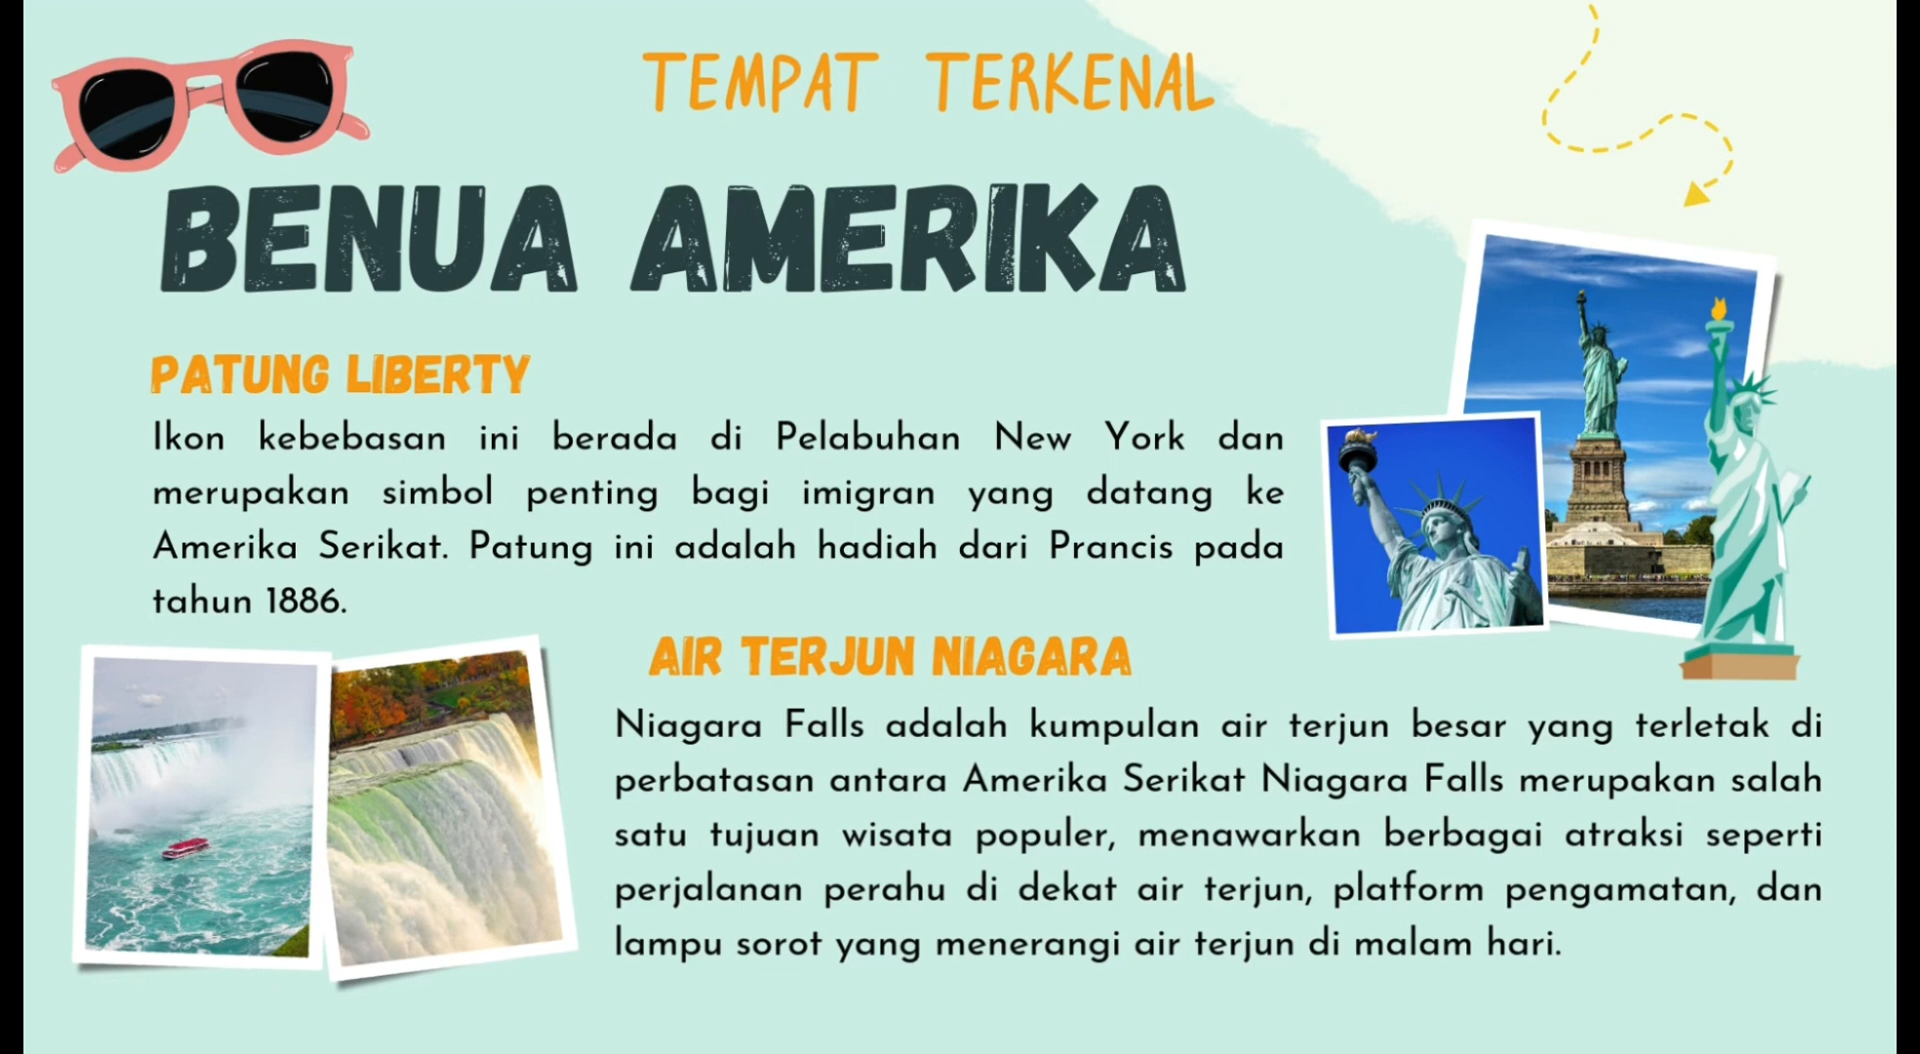 TEMPAT TERKENAL
BENUA AMERIKA
PATUNG LIBERTY
Ikon kebebasan ini berada di Pelabuhan New York dan
merupakan simbol penting bagi imigran yang datang ke
Amerika Serikat. Patung ini adalah hadiah dari Prancis pada
tahun 1886.
AIR TERJUN NIAGARA
Niagara Falls adalah kumpulan air terjun besar yang terletak di
perbatasan antara Amerika Serikat Niagara Falls merupakan salah
satu tujuan wisata populer, menawarkan berbagai atraksi seperti
perjalanan perahu di dekat air terjun, platform pengamatan, dan
lampu sorot yang menerangi air terjun di malam hari.